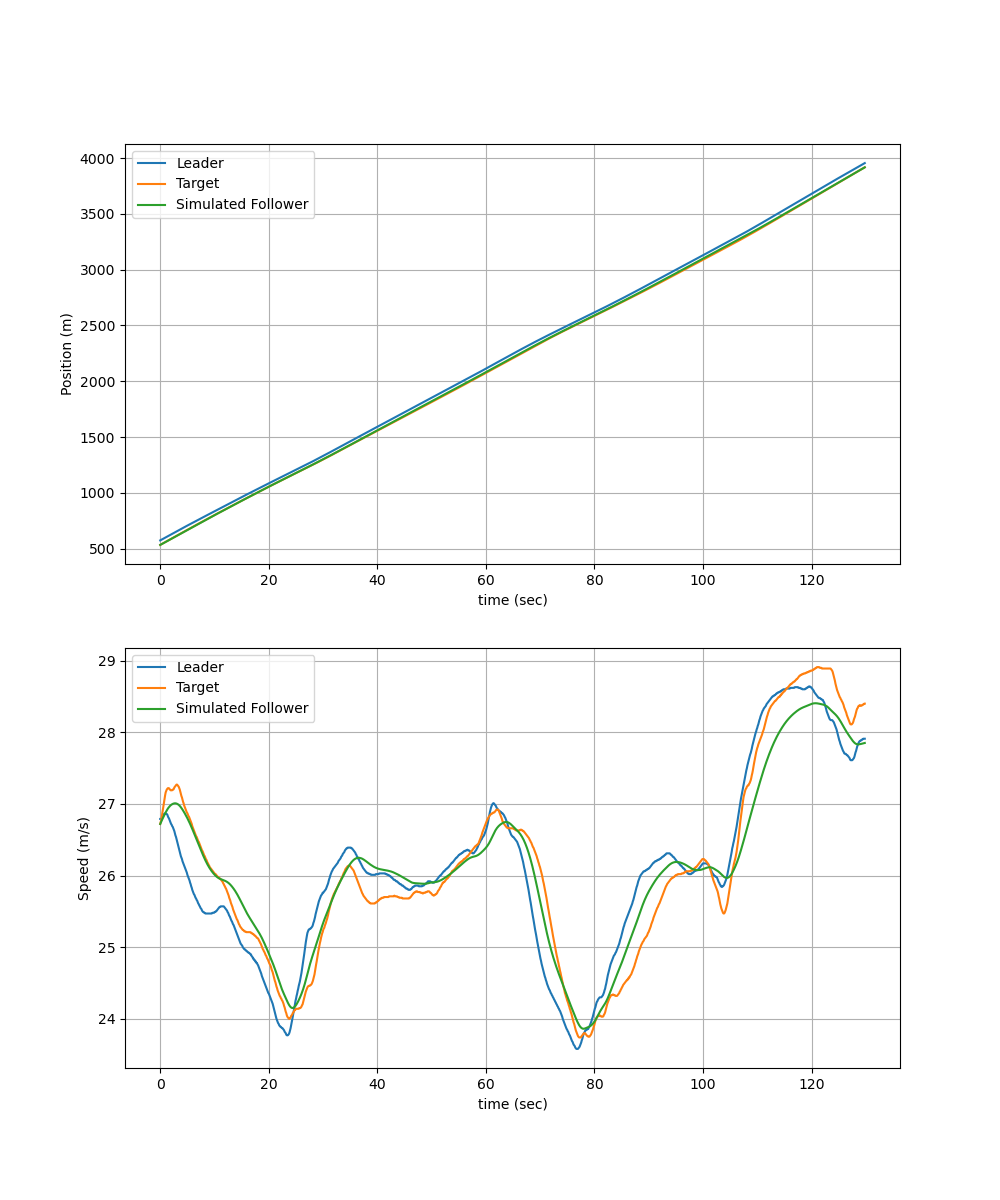 Leader
Target
Simulated Follower
4000
3500
3000
2500
2000
1500
1000
500
Position (m)
0 20 40 60 80 100 120
time (sec)
Leader
Target
Simulated Follower
29
28
27
26
25
24
Speed (m/s)
0 20 40 60 80 100 120
time (sec)